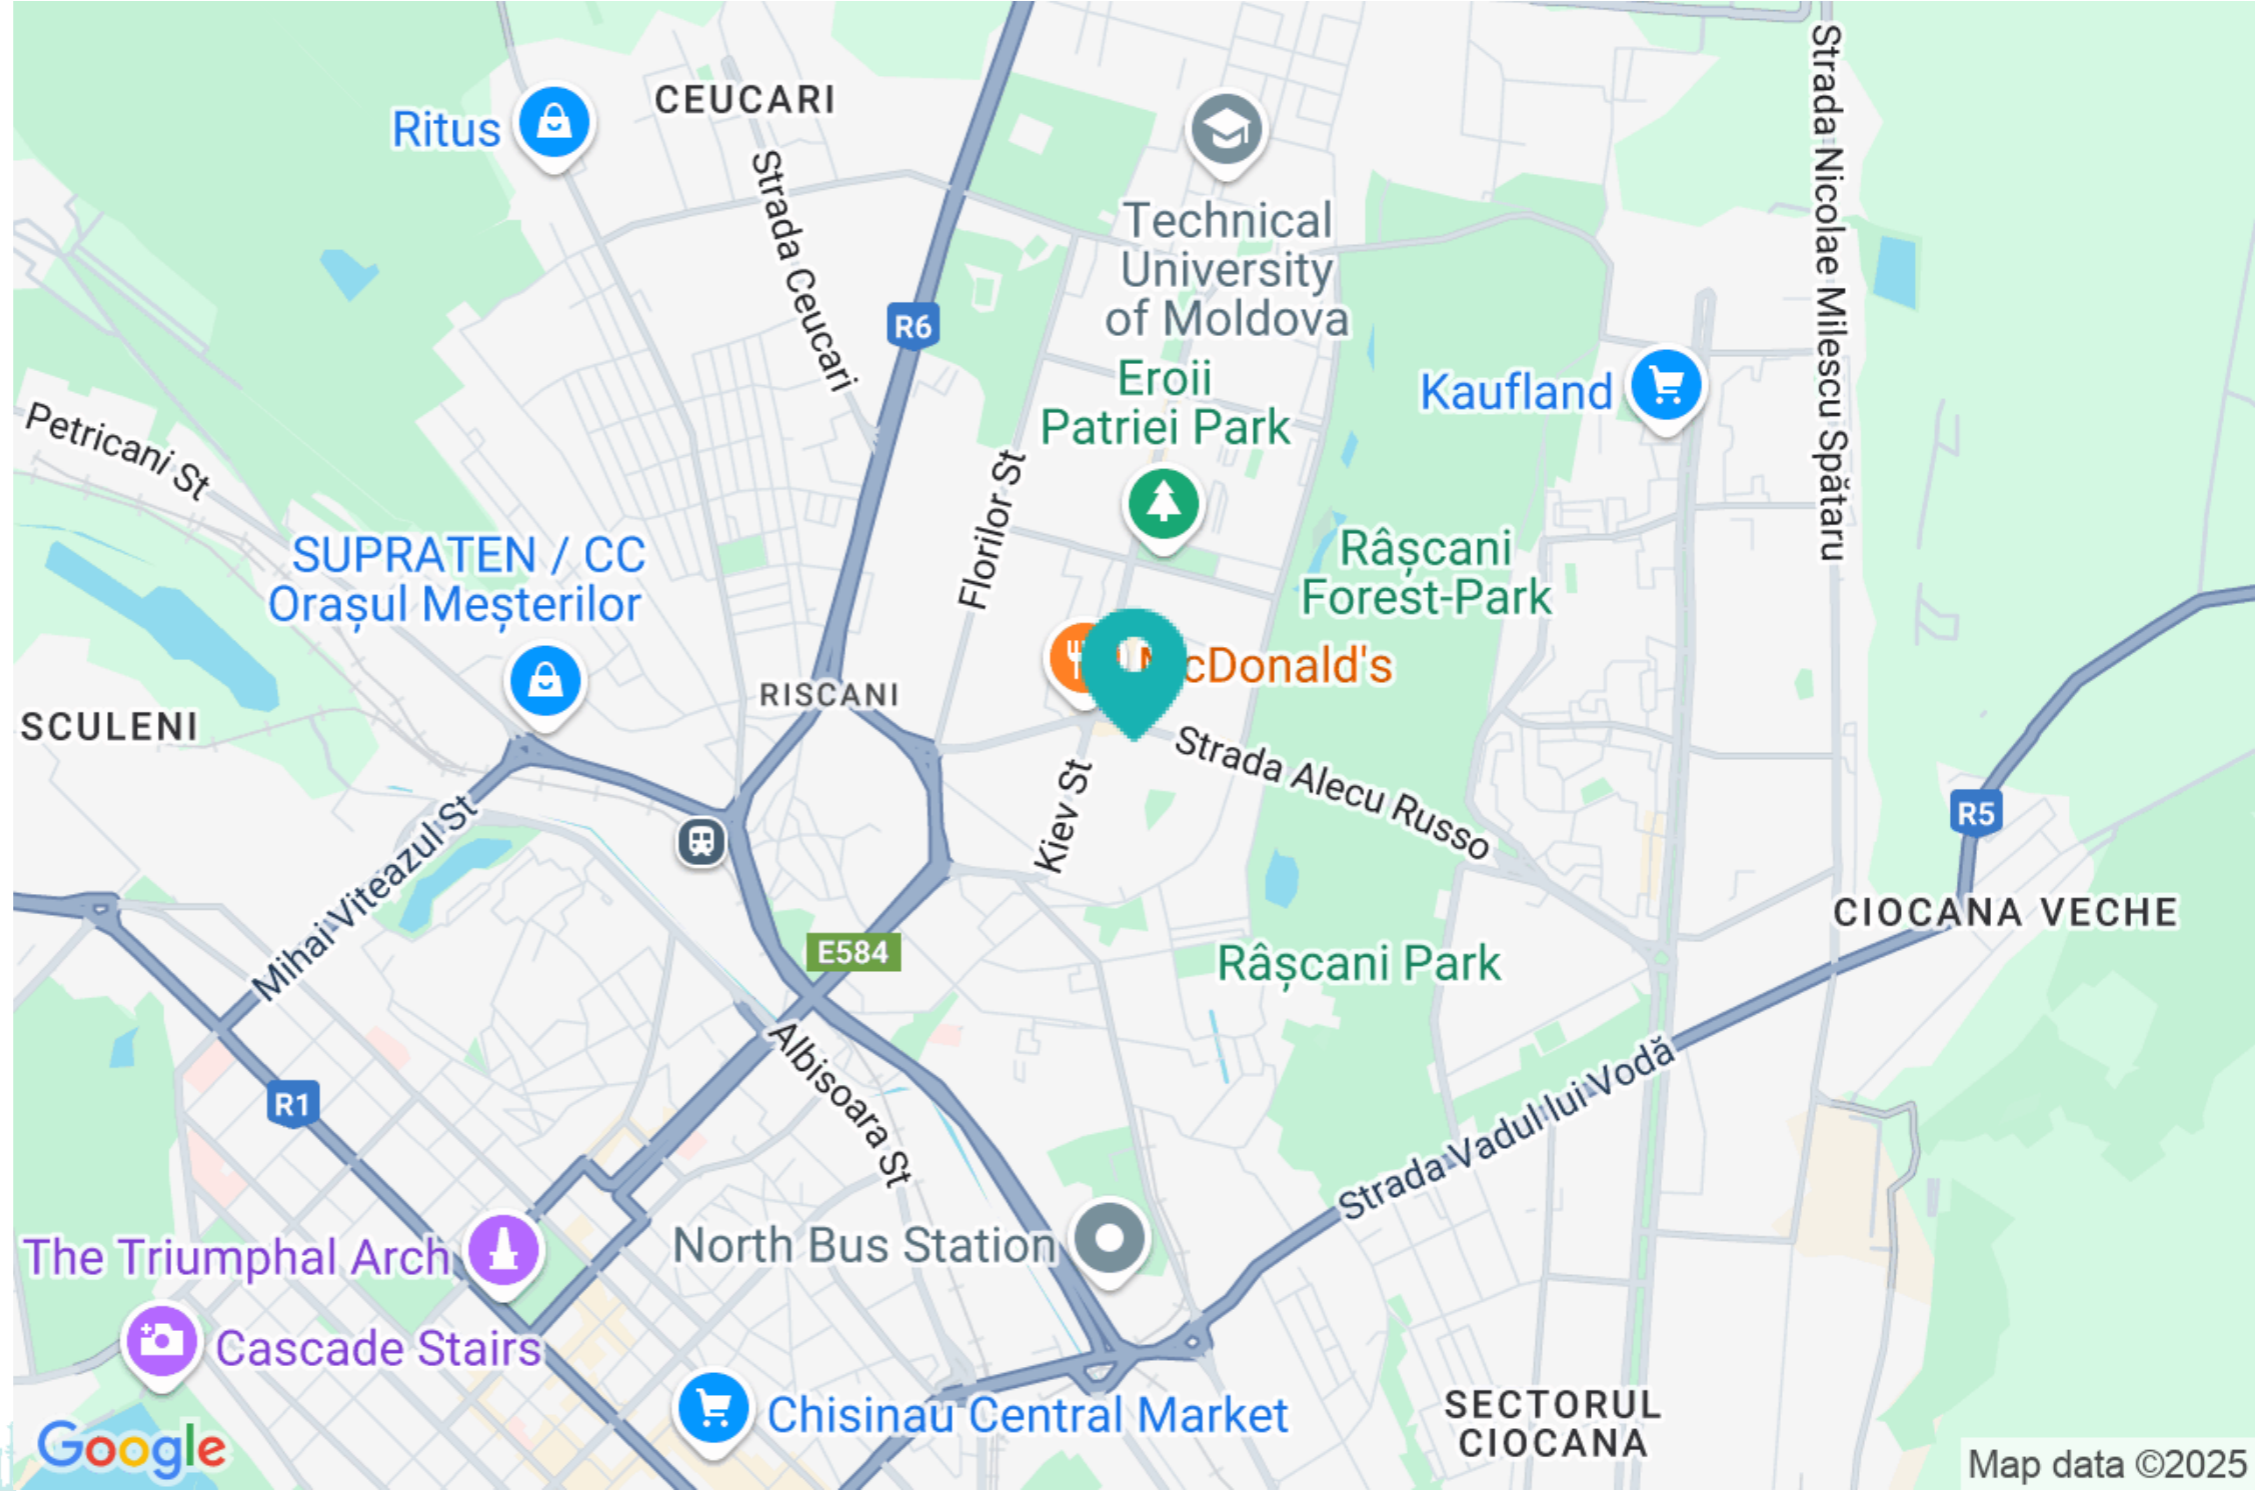 CEUCARI
Ritus
Strada Ceucari
R6
Technical
University
of Moldova
Strada Nicolae Milescu Spătaru
Eroii
Patriei Park
Kaufland
Petricani St
Florilor St
SUPRATEN / CC
Orașul Meșterilor
Râșcani
Forest-Park
McDonald's
RISCANI
SCULENI
Strada Alecu Russo
Kiev St
R5
Mihai Viteazul St
CIOCANA VECHE
E584
Râșcani Park
Albisoara St
R1
Strada Vadul lui Vodă
North Bus Station
The Triumphal Arch
Cascade Stairs
Chisinau Central Market
SECTORUL
CIOCANA
Google
Map data ©2025